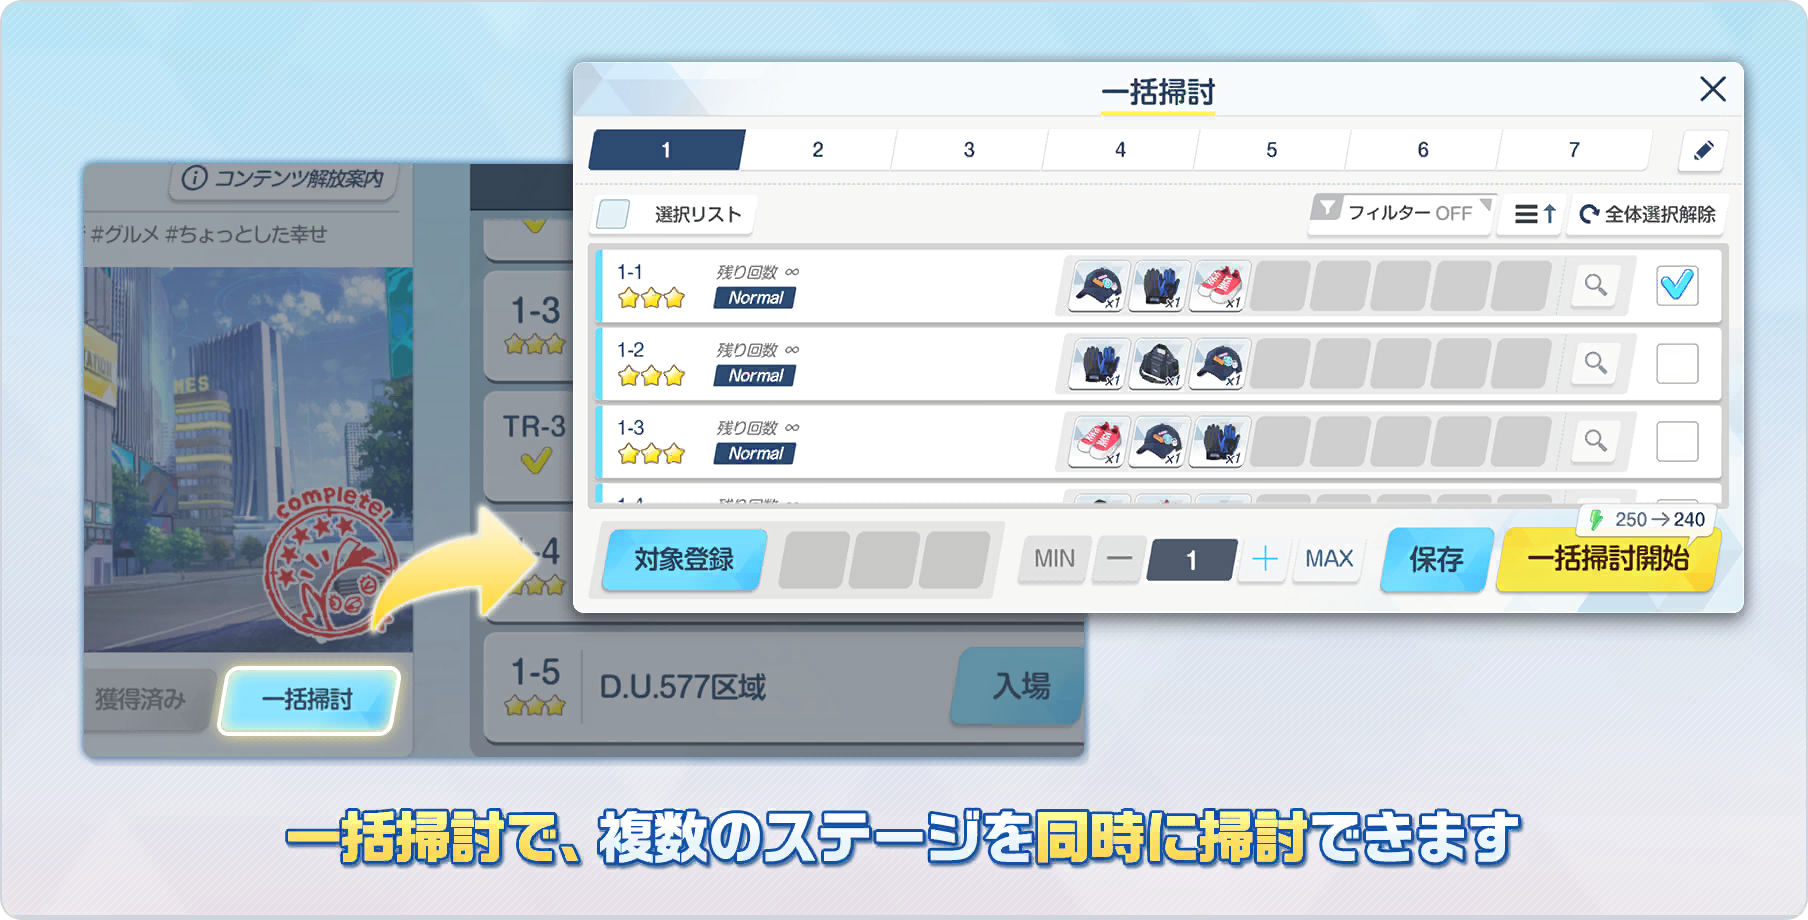 一括掃討
1 2 3 4 5 6 7
選択リスト
フィルター OFF
全体選択解除
1-1
残り回数 ∞
Normal
x1 x1 x1
1-2
残り回数 ∞
Normal
x1 x1 x1
1-3
残り回数 ∞
Normal
x1 x1 x1
1-4
残り回数 ∞
対象登録
MIN
1
MAX
保存
250→240
一括掃討開始
コンテンツ解放案内
#グルメ #ちょっとした幸せ
complete!
獲得済み
一括掃討
1-3
TR-3
-4
1-5
D.U.577区域
入場
一括掃討で、複数のステージを同時に掃討できます